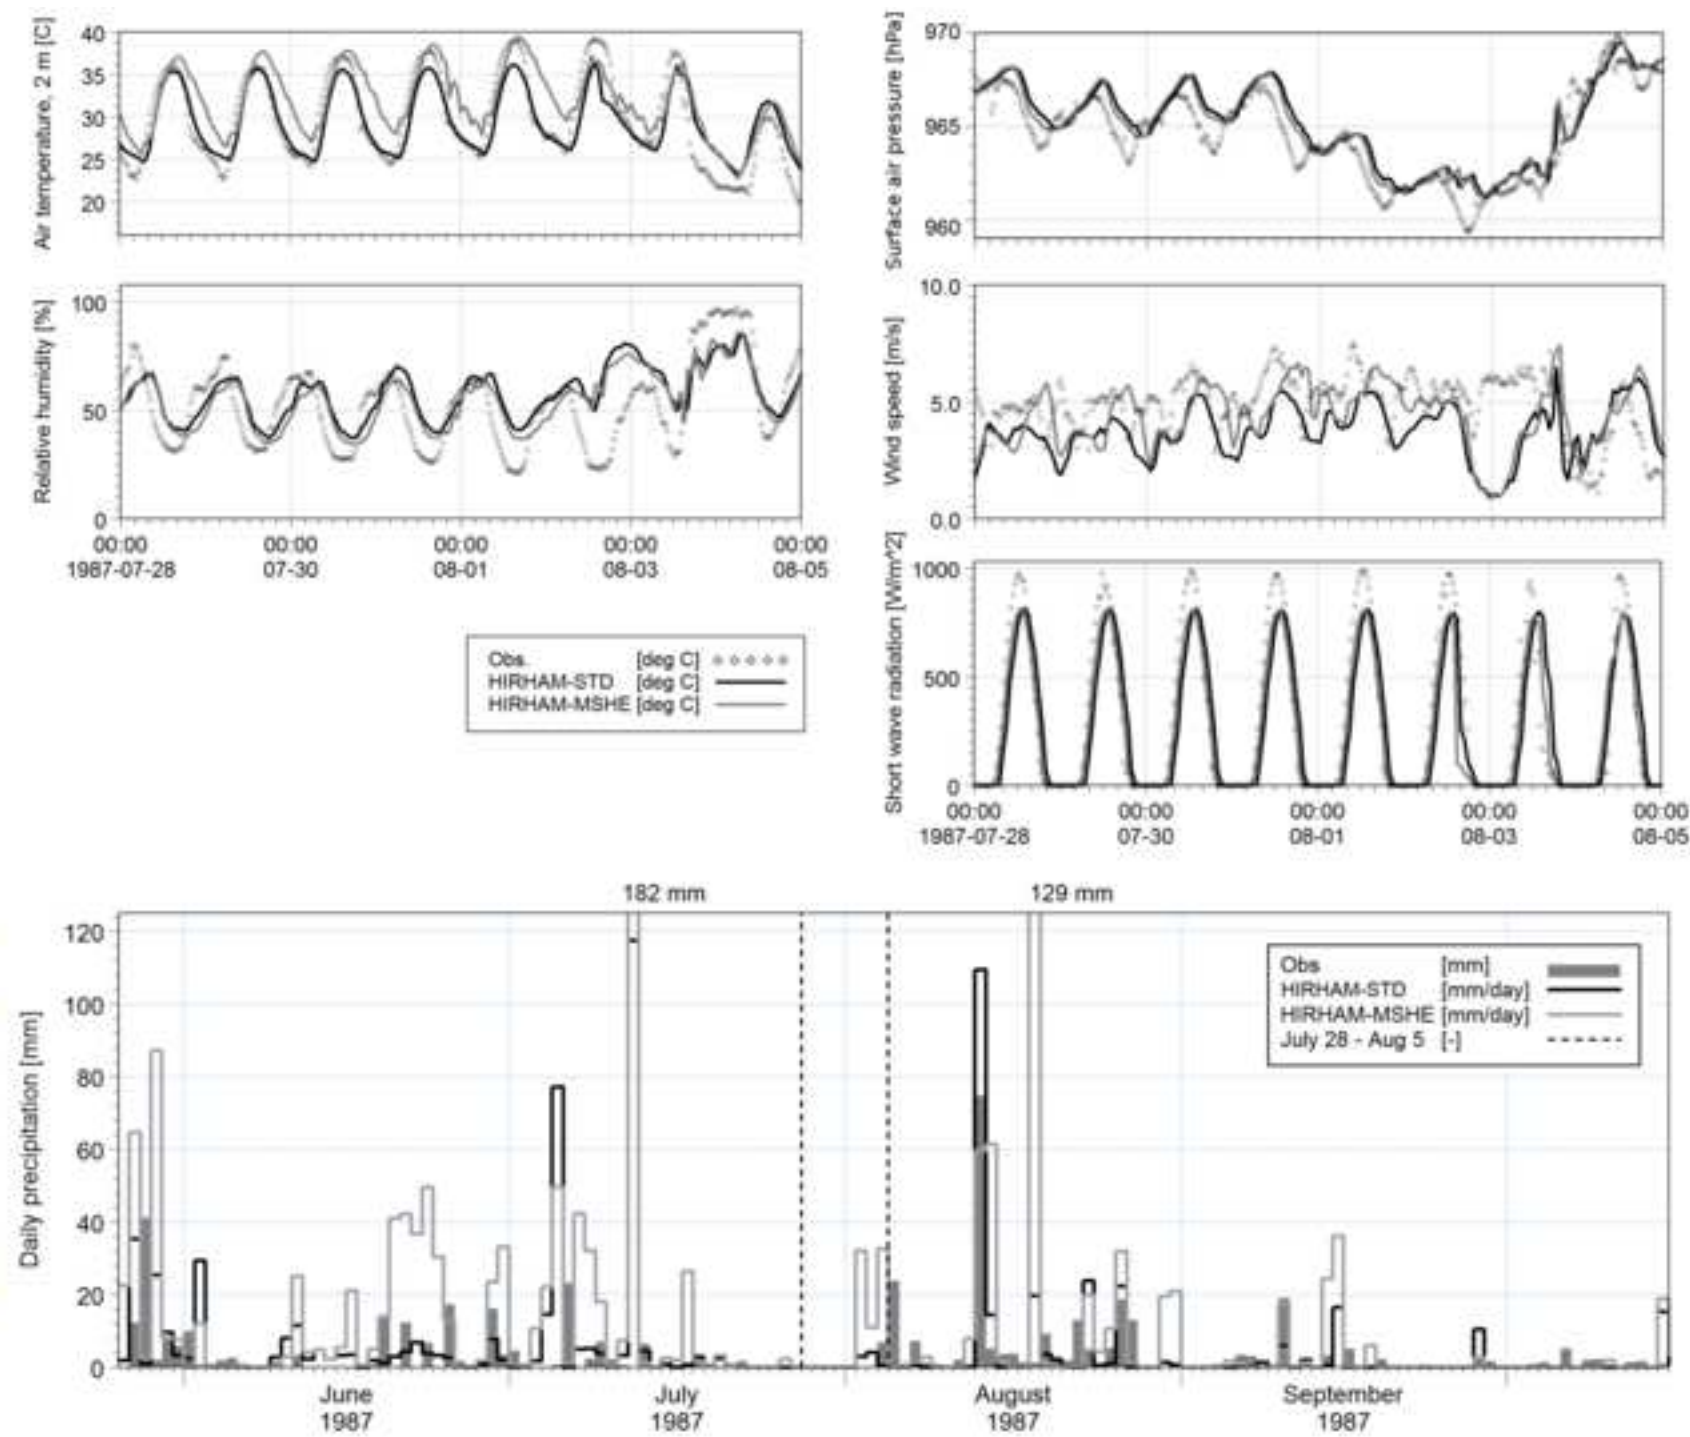 Air temperature, 2 m [C]
40
35
30
25
20
Relative humidity [%]
100
50
0
00:00 00:00 00:00 00:00 00:00
1987-07-28 07-30 08-01 08-03 08-05
Obs. [deg C]
HIRHAM-STD [deg C]
HIRHAM-MSHE [deg C]
Surface air pressure [hPa]
970
965
960
Wind speed [m/s]
10.0
5.0
0.0
Short wave radiation [W/m^2]
1000
500
0
00:00 00:00 00:00 00:00 00:00
1987-07-28 07-30 08-01 08-03 08-05
182 mm 129 mm
Daily precipitation [mm]
120
100
80
60
40
20
0
Obs [mm]
HIRHAM-STD [mm/day]
HIRHAM-MSHE [mm/day]
July 28 - Aug 5 [-]
June July August September
1987 1987 1987 1987